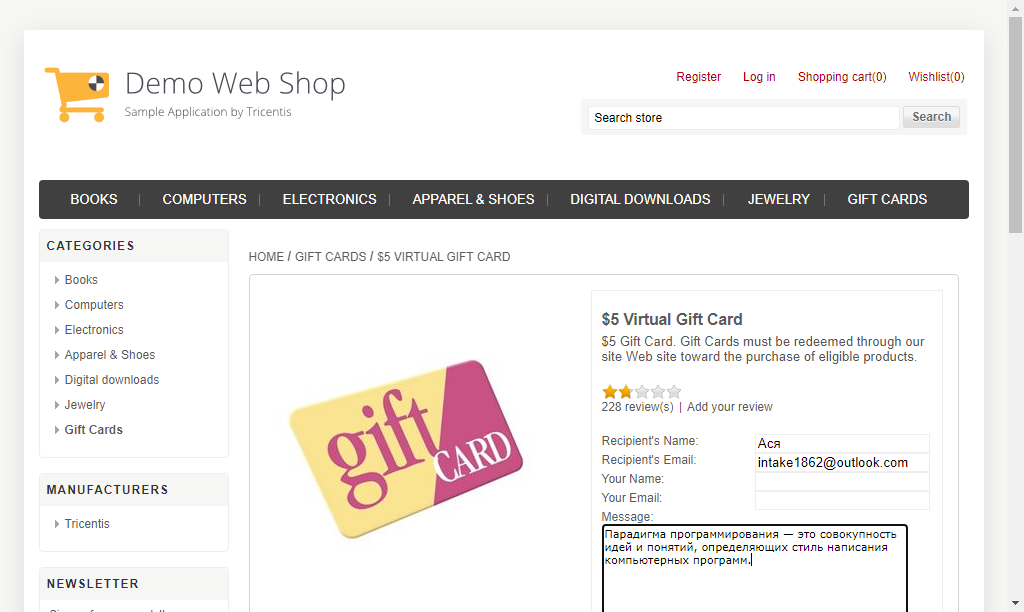 Demo Web Shop
Sample Application by Tricentis
Register Log in Shopping cart(0) Wishlist(0)
Search store Search
BOOKS | COMPUTERS | ELECTRONICS | APPAREL & SHOES | DIGITAL DOWNLOADS | JEWELRY | GIFT CARDS
CATEGORIES
Books
Computers
Electronics
Apparel & Shoes
Digital downloads
Jewelry
Gift Cards
MANUFACTURERS
Tricentis
NEWSLETTER
HOME / GIFT CARDS / $5 VIRTUAL GIFT CARD
gift
CARD
$5 Virtual Gift Card
$5 Gift Card. Gift Cards must be redeemed through our
site Web site toward the purchase of eligible products.
228 review(s) | Add your review
Recipient's Name: Ася
Recipient's Email: intake1862@outlook.com
Your Name:
Your Email:
Message:
Парадигма программирования — это совокупность
идей и понятий, определяющих стиль написания
компьютерных программ.